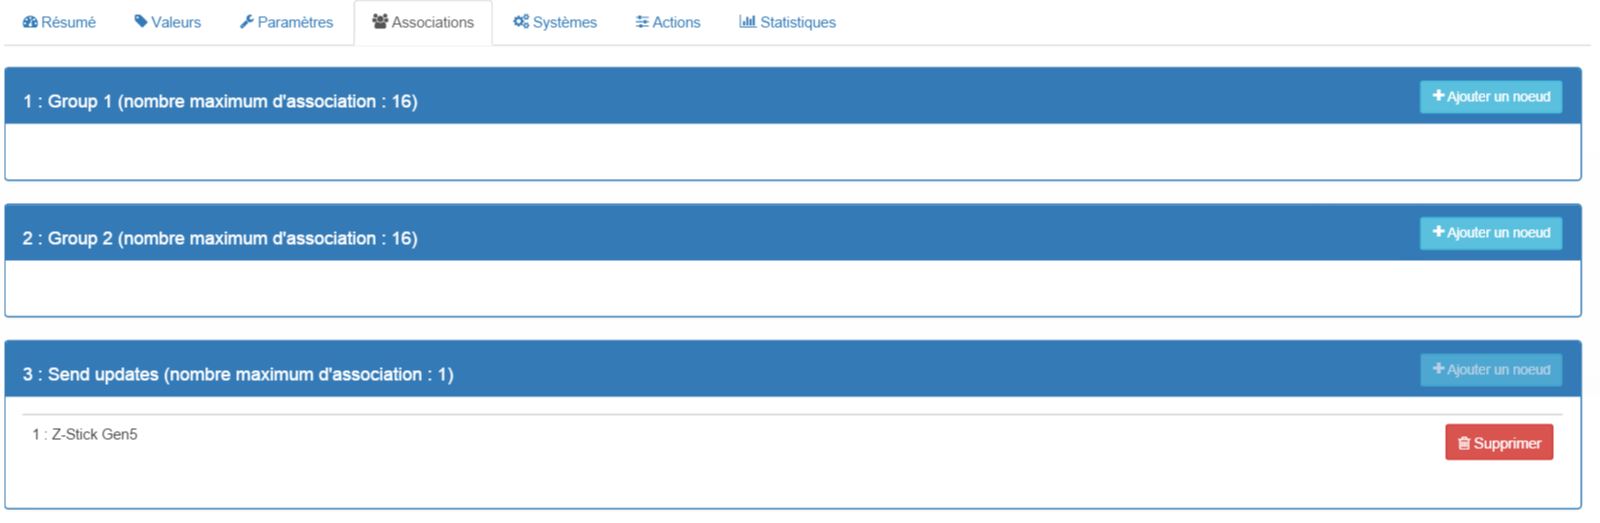 Résumé Valeurs Paramètres Associations Systèmes Actions Statistiques
1 : Group 1 (nombre maximum d'association : 16) Ajouter un noeud
2 : Group 2 (nombre maximum d'association : 16) Ajouter un noeud
3 : Send updates (nombre maximum d'association : 1) Ajouter un noeud
1 : Z-Stick Gen5 Supprimer